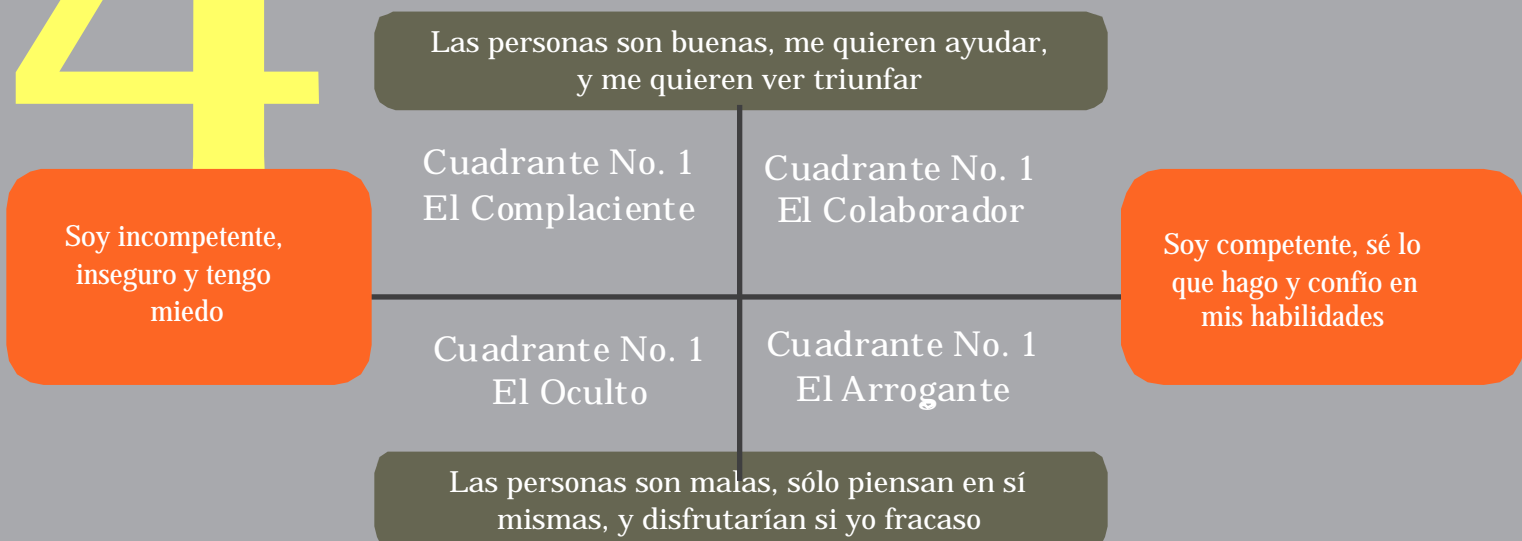 4
Las personas son buenas, me quieren ayudar,
y me quieren ver triunfar
Cuadrante No. 1
El Complaciente
Cuadrante No. 1
El Colaborador
Soy incompetente,
inseguro y tengo
miedo
Soy competente, sé lo
que hago y confío en
mis habilidades
Cuadrante No. 1
El Oculto
Cuadrante No. 1
El Arrogante
Las personas son malas, sólo piensan en sí
mismas, y disfrutarían si yo fracaso